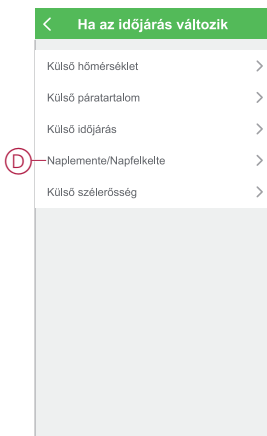 Ha az időjárás változik
Külső hőmérséklet
Külső páratartalom
Külső időjárás
D
Naplemente/Napfelkelte
Külső szélerősség